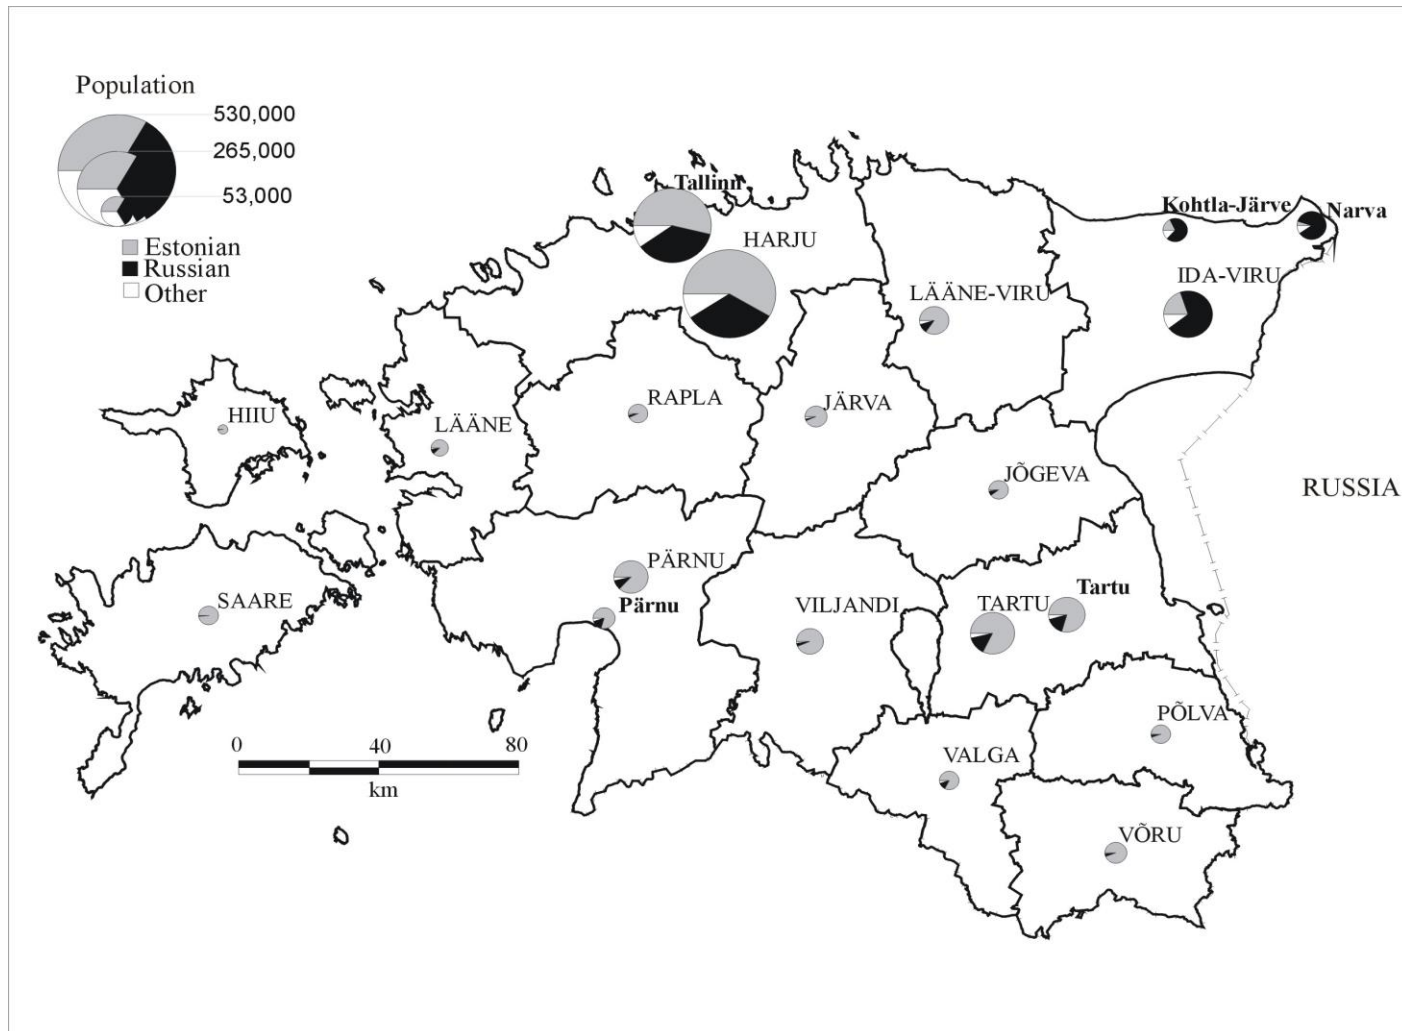 Population
530,000
265,000
53,000
Estonian
Russian
Other
Tallinn
HARJU
Kohtla-Järve
Narva
IDA-VIRU
LÄÄNE-VIRU
HIIU
LÄÄNE
RAPLA
JÄRVA
JÕGEVA
RUSSIA
SAARE
PÄRNU
Pärnu
VILJANDI
TARTU
Tartu
PÕLVA
VALGA
VÕRU
0 40 80
km